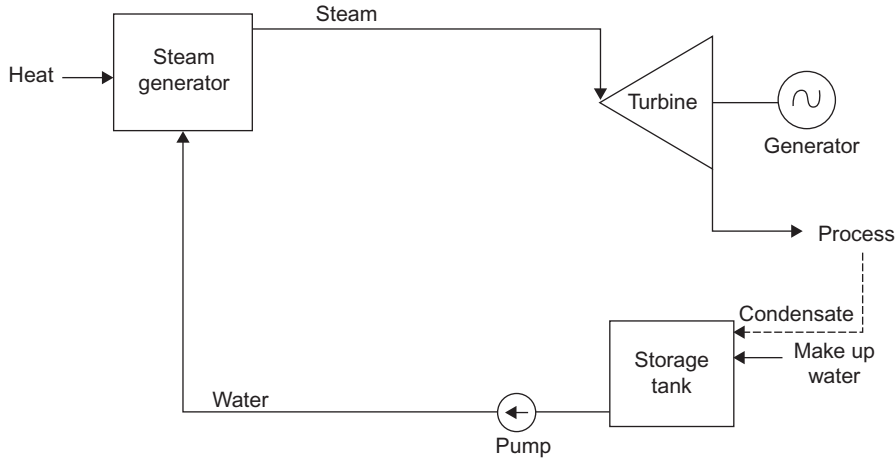 Steam
Steam
generator
Heat
Turbine
Generator
Process
Condensate
Make up
water
Storage
tank
Water
Pump